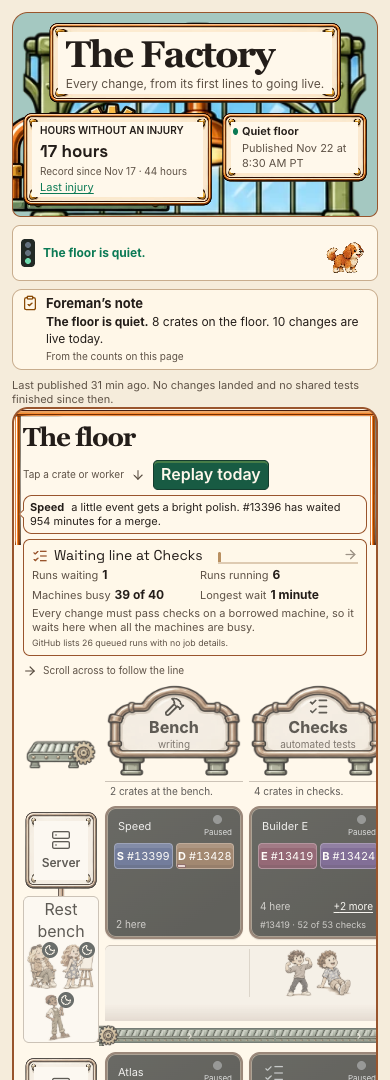 The Factory
Every change, from its first lines to going live.
HOURS WITHOUT AN INJURY
17 hours
Record since Nov 17 · 44 hours
Last injury
Quiet floor
Published Nov 22 at
8:30 AM PT
The floor is quiet.
Foreman’s note
The floor is quiet. 8 crates on the floor. 10 changes are
live today.
From the counts on this page
Last published 31 min ago. No changes landed and no shared tests
finished since then.
The floor
Tap a crate or worker ↓ Replay today
Speed a little event gets a bright polish. #13396 has waited
954 minutes for a merge.
Waiting line at Checks →
Runs waiting 1 Runs running 6
Machines busy 39 of 40 Longest wait 1 minute
Every change must pass checks on a borrowed machine, so it
waits here when all the machines are busy.
GitHub lists 26 queued runs with no job details.
→ Scroll across to follow the line
Bench
writing
Checks
automated tests
2 crates at the bench.
4 crates in checks.
Server
Speed
Paused
S #13399
D #13428
2 here
Builder E
Paused
E #13419
B #13424
4 here
+2 more
#13419 · 52 of 53 checks
Rest
bench
Atlas
Paused
Paused